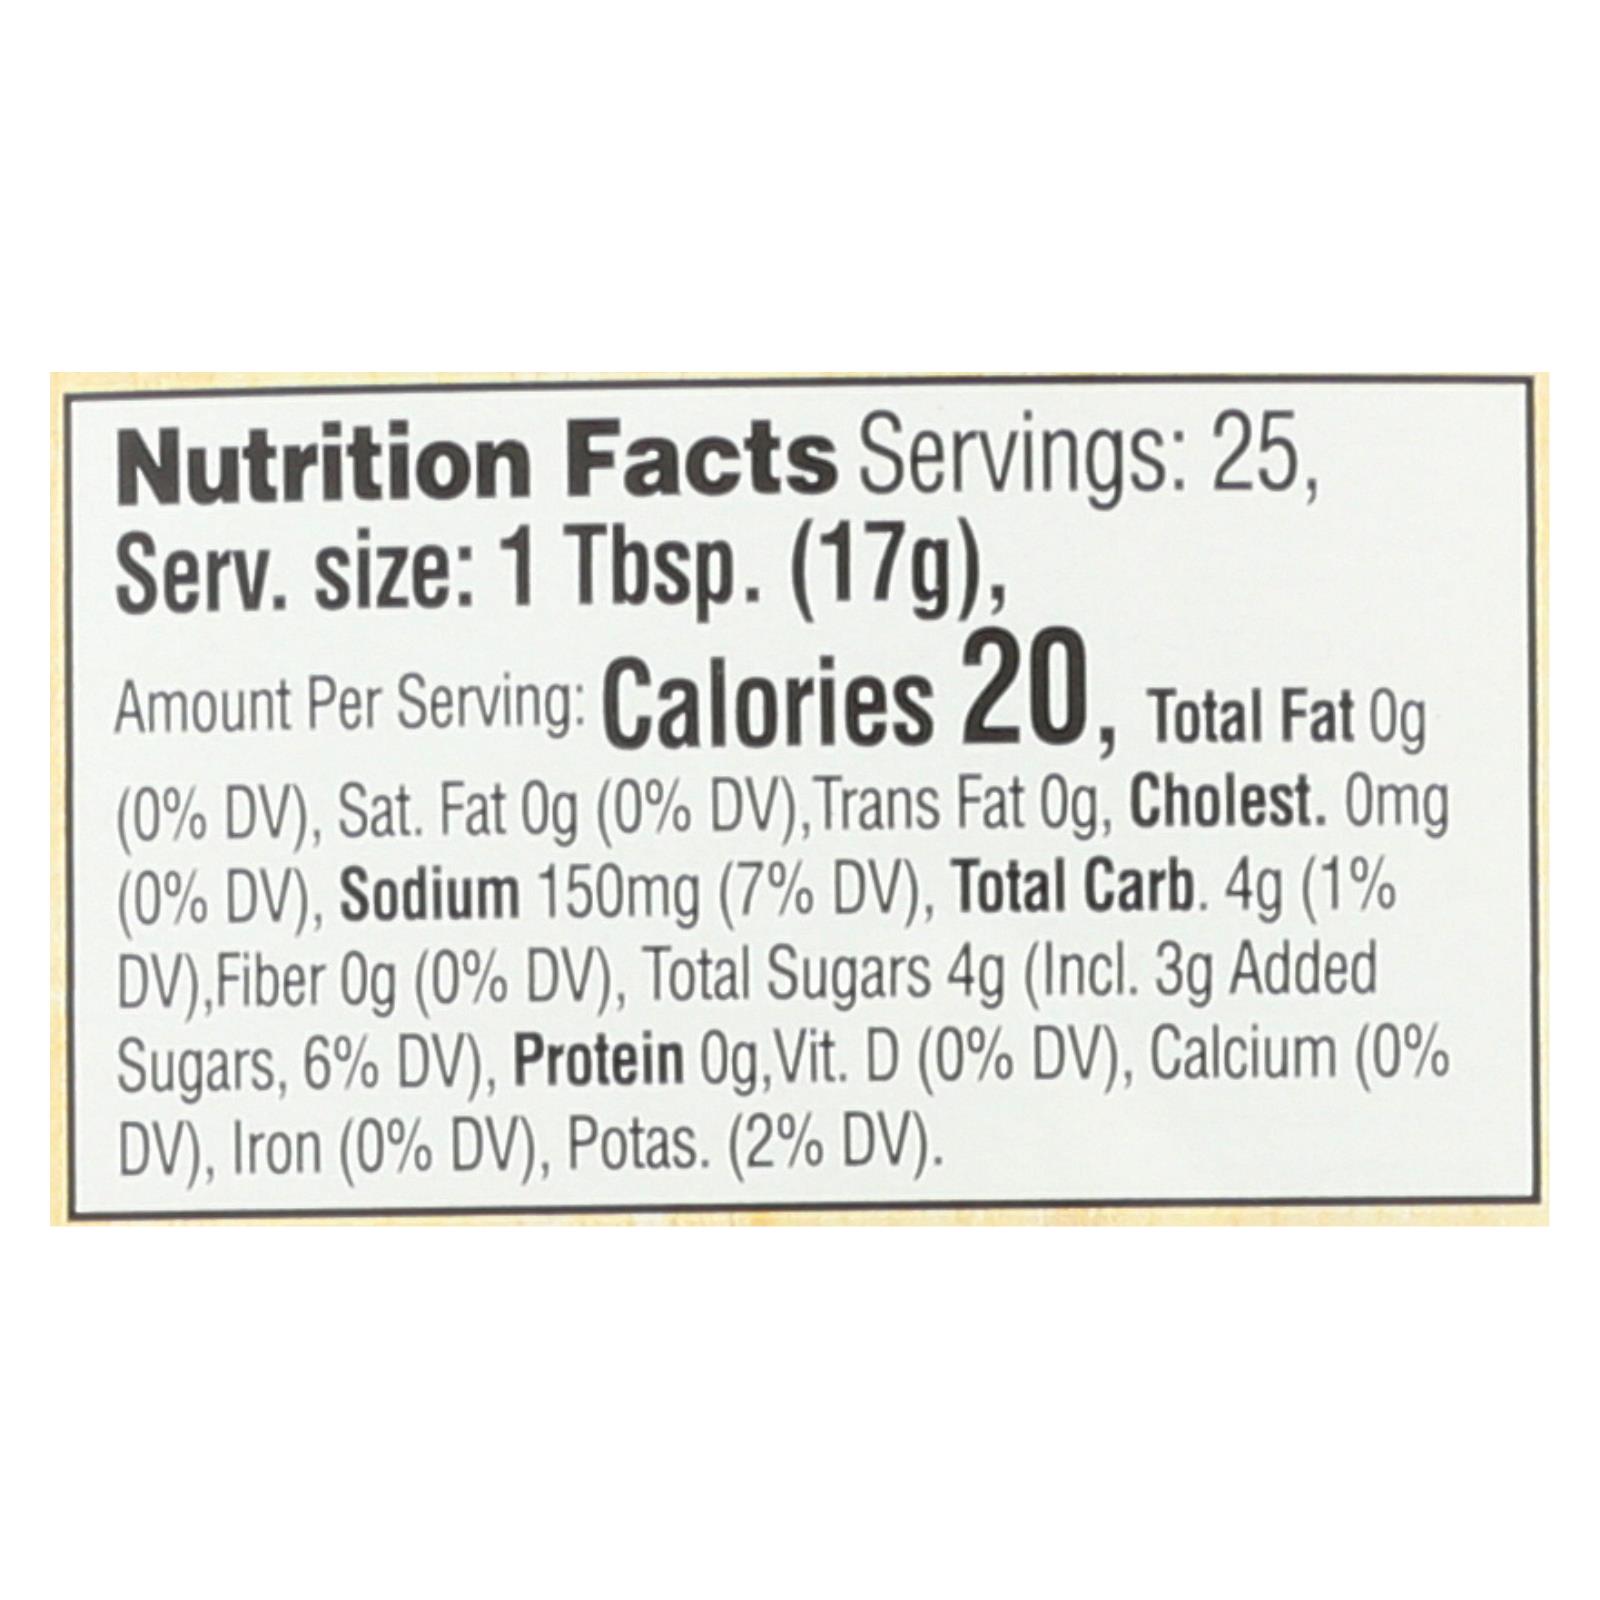 Nutrition Facts Servings: 25,
Serv. size: 1 Tbsp. (17g),
Amount Per Serving: Calories 20, Total Fat 0g
(0% DV), Sat. Fat 0g (0% DV),Trans Fat 0g, Cholest. 0mg
(0% DV), Sodium 150mg (7% DV), Total Carb. 4g (1%
DV),Fiber 0g (0% DV), Total Sugars 4g (Incl. 3g Added
Sugars, 6% DV), Protein 0g,Vit. D (0% DV), Calcium (0%
DV), Iron (0% DV), Potas. (2% DV).